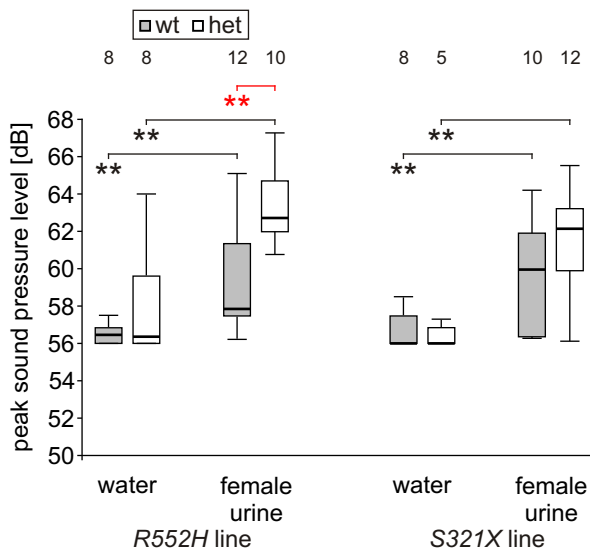 wt het
8 8 12 10 8 5 10 12
**
** **
** **
peak sound pressure level [dB]
68
66
64
62
60
58
56
54
52
50
water female urine water female urine
R552H line S321X line